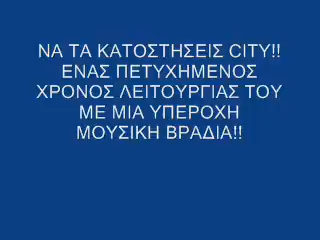 ΝΑ ΤΑ ΚΑΤΟΣΤΗΣΕΙΣ CITY!!
ΕΝΑΣ ΠΕΤΥΧΗΜΕΝΟΣ
ΧΡΟΝΟΣ ΛΕΙΤΟΥΡΓΙΑΣ ΤΟΥ
ΜΕ ΜΙΑ ΥΠΕΡΟΧΗ
ΜΟΥΣΙΚΗ ΒΡΑΔΙΑ!!